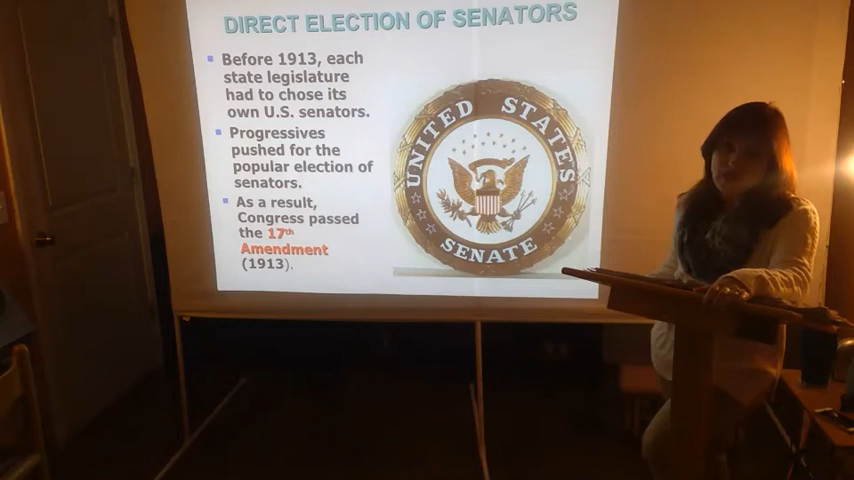 DIRECT ELECTION OF SENATORS
Before 1913, each
state legislature
had to chose its
own U.S. senators.
Progressives
pushed for the
popular election of
senators.
As a result,
Congress passed
the 17th
Amendment
(1913).
UNITED STATES
SENATE